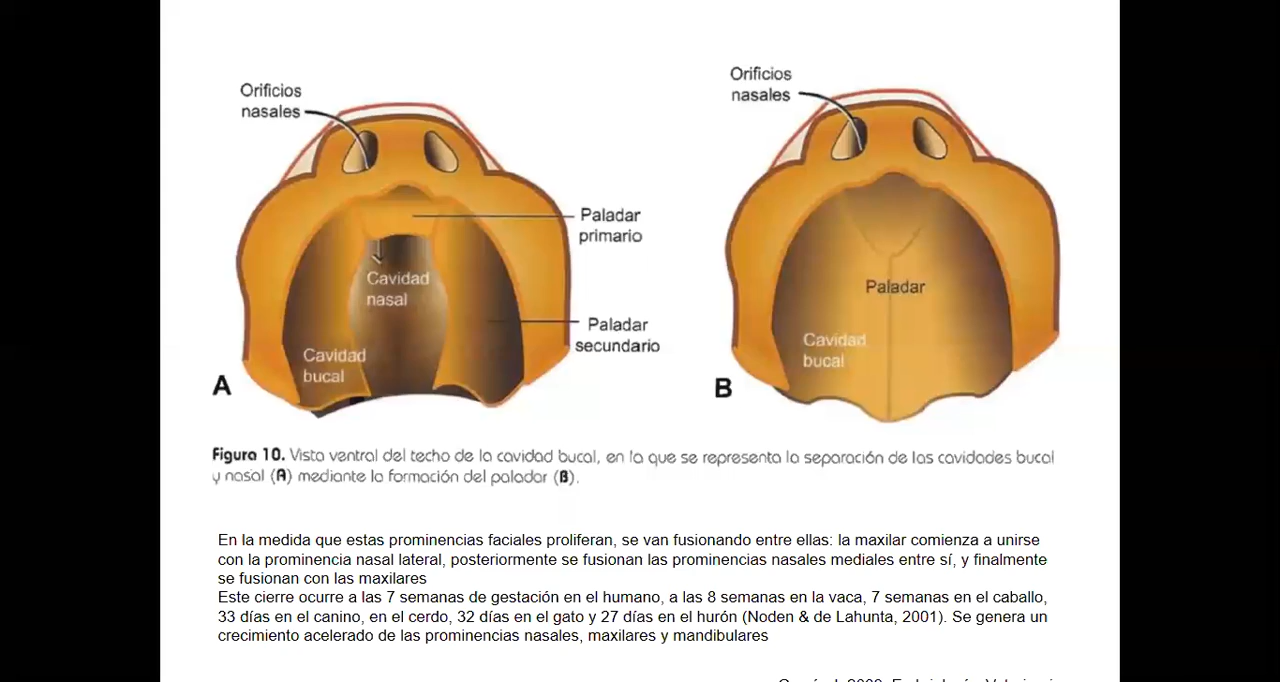 Orificios
nasales
Paladar
primario
Cavidad
nasal
Paladar
secundario
Cavidad
bucal
A
Orificios
nasales
Paladar
Cavidad
bucal
B
Figura 10. Vista ventral del techo de la cavidad bucal, en la que se representa la separación de las cavidades bucal
y nasal (A) mediante la formación del paladar (B).
En la medida que estas prominencias faciales proliferan, se van fusionando entre ellas: la maxilar comienza a unirse
con la prominencia nasal lateral, posteriormente se fusionan las prominencias nasales mediales entre sí, y finalmente
se fusionan con las maxilares
Este cierre ocurre a las 7 semanas de gestación en el humano, a las 8 semanas en la vaca, 7 semanas en el caballo,
33 días en el canino, en el cerdo, 32 días en el gato y 27 días en el hurón (Noden & de Lahunta, 2001). Se genera un
crecimiento acelerado de las prominencias nasales, maxilares y mandibulares